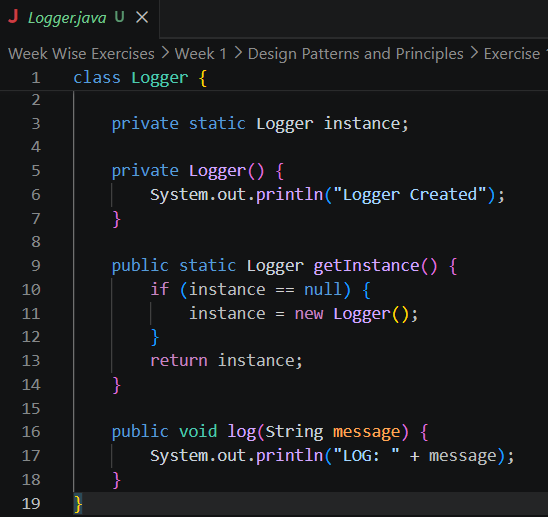 J Logger.java U ×
Week Wise Exercises > Week 1 > Design Patterns and Principles > Exercise
1 class Logger {
2
3     private static Logger instance;
4
5     private Logger() {
6         System.out.println("Logger Created");
7     }
8
9     public static Logger getInstance() {
10         if (instance == null) {
11             instance = new Logger();
12         }
13         return instance;
14     }
15
16     public void log(String message) {
17         System.out.println("LOG: " + message);
18     }
19 }